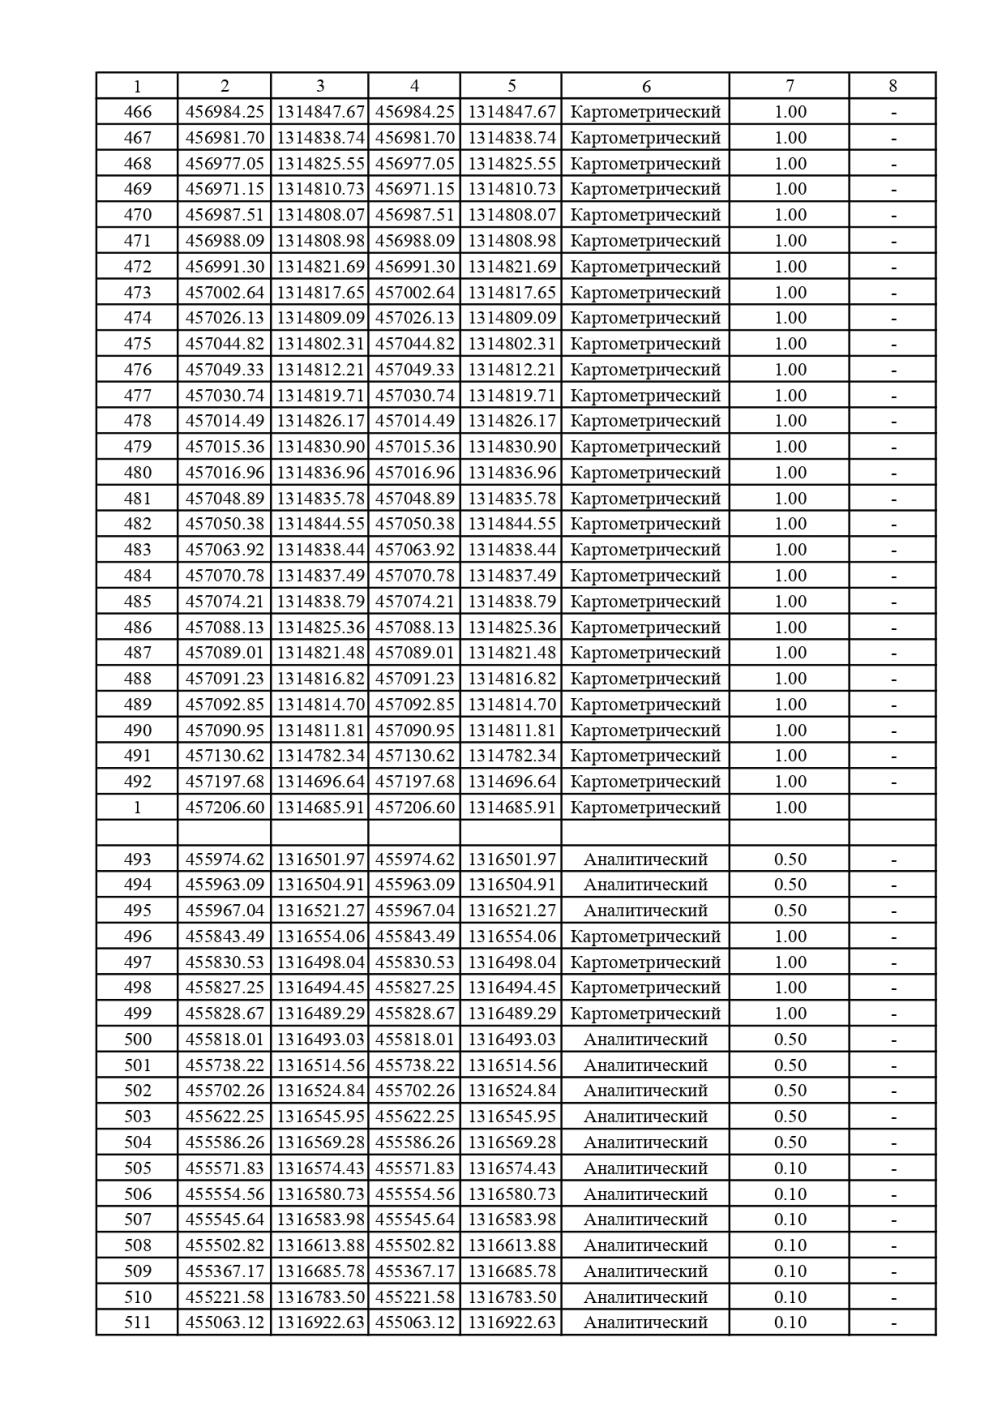 1 2 3 4 5 6 7 8
466 456984.25 1314847.67 456984.25 1314847.67 Картометрический 1.00 -
467 456981.70 1314838.74 456981.70 1314838.74 Картометрический 1.00 -
468 456977.05 1314825.55 456977.05 1314825.55 Картометрический 1.00 -
469 456971.15 1314810.73 456971.15 1314810.73 Картометрический 1.00 -
470 456987.51 1314808.07 456987.51 1314808.07 Картометрический 1.00 -
471 456988.09 1314808.98 456988.09 1314808.98 Картометрический 1.00 -
472 456991.30 1314821.69 456991.30 1314821.69 Картометрический 1.00 -
473 457002.64 1314817.65 457002.64 1314817.65 Картометрический 1.00 -
474 457026.13 1314809.09 457026.13 1314809.09 Картометрический 1.00 -
475 457044.82 1314802.31 457044.82 1314802.31 Картометрический 1.00 -
476 457049.33 1314812.21 457049.33 1314812.21 Картометрический 1.00 -
477 457030.74 1314819.71 457030.74 1314819.71 Картометрический 1.00 -
478 457014.49 1314826.17 457014.49 1314826.17 Картометрический 1.00 -
479 457015.36 1314830.90 457015.36 1314830.90 Картометрический 1.00 -
480 457016.96 1314836.96 457016.96 1314836.96 Картометрический 1.00 -
481 457048.89 1314835.78 457048.89 1314835.78 Картометрический 1.00 -
482 457050.38 1314844.55 457050.38 1314844.55 Картометрический 1.00 -
483 457063.92 1314838.44 457063.92 1314838.44 Картометрический 1.00 -
484 457070.78 1314837.49 457070.78 1314837.49 Картометрический 1.00 -
485 457074.21 1314838.79 457074.21 1314838.79 Картометрический 1.00 -
486 457088.13 1314825.36 457088.13 1314825.36 Картометрический 1.00 -
487 457089.01 1314821.48 457089.01 1314821.48 Картометрический 1.00 -
488 457091.23 1314816.82 457091.23 1314816.82 Картометрический 1.00 -
489 457092.85 1314814.70 457092.85 1314814.70 Картометрический 1.00 -
490 457090.95 1314811.81 457090.95 1314811.81 Картометрический 1.00 -
491 457130.62 1314782.34 457130.62 1314782.34 Картометрический 1.00 -
492 457197.68 1314696.64 457197.68 1314696.64 Картометрический 1.00 -
1 457206.60 1314685.91 457206.60 1314685.91 Картометрический 1.00
493 455974.62 1316501.97 455974.62 1316501.97 Аналитический 0.50 -
494 455963.09 1316504.91 455963.09 1316504.91 Аналитический 0.50 -
495 455967.04 1316521.27 455967.04 1316521.27 Аналитический 0.50 -
496 455843.49 1316554.06 455843.49 1316554.06 Картометрический 1.00 -
497 455830.53 1316498.04 455830.53 1316498.04 Картометрический 1.00 -
498 455827.25 1316494.45 455827.25 1316494.45 Картометрический 1.00 -
499 455828.67 1316489.29 455828.67 1316489.29 Картометрический 1.00 -
500 455818.01 1316493.03 455818.01 1316493.03 Аналитический 0.50 -
501 455738.22 1316514.56 455738.22 1316514.56 Аналитический 0.50 -
502 455702.26 1316524.84 455702.26 1316524.84 Аналитический 0.50 -
503 455622.25 1316545.95 455622.25 1316545.95 Аналитический 0.50 -
504 455586.26 1316569.28 455586.26 1316569.28 Аналитический 0.50 -
505 455571.83 1316574.43 455571.83 1316574.43 Аналитический 0.10 -
506 455554.56 1316580.73 455554.56 1316580.73 Аналитический 0.10 -
507 455545.64 1316583.98 455545.64 1316583.98 Аналитический 0.10 -
508 455502.82 1316613.88 455502.82 1316613.88 Аналитический 0.10 -
509 455367.17 1316685.78 455367.17 1316685.78 Аналитический 0.10 -
510 455221.58 1316783.50 455221.58 1316783.50 Аналитический 0.10 -
511 455063.12 1316922.63 455063.12 1316922.63 Аналитический 0.10 -